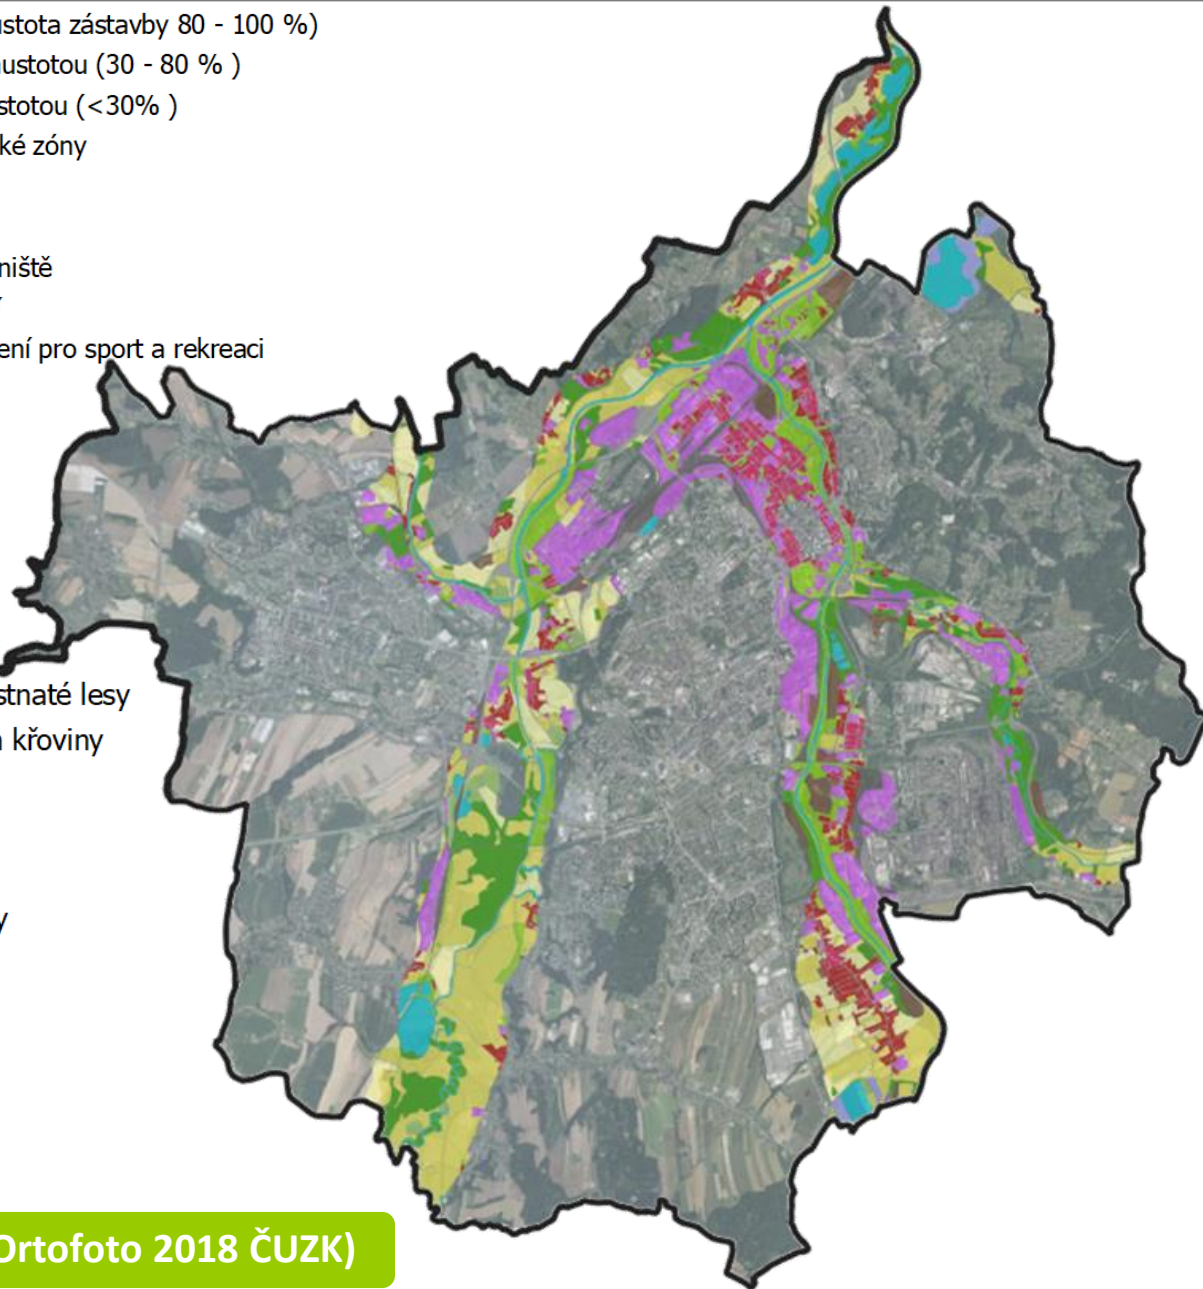 ustota zástavby 80 - 100 %)
ustotou (30 - 80 % )
stotou (<30% )
ké zóny
niště
ení pro sport a rekreaci
stnaté lesy
křoviny
y
Ortofoto 2018 ČUZK)